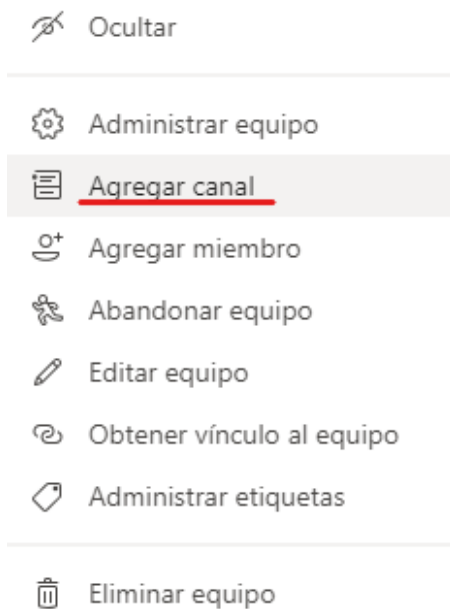 Ocultar
Administrar equipo
Agregar canal
Agregar miembro
Abandonar equipo
Editar equipo
Obtener vínculo al equipo
Administrar etiquetas
Eliminar equipo